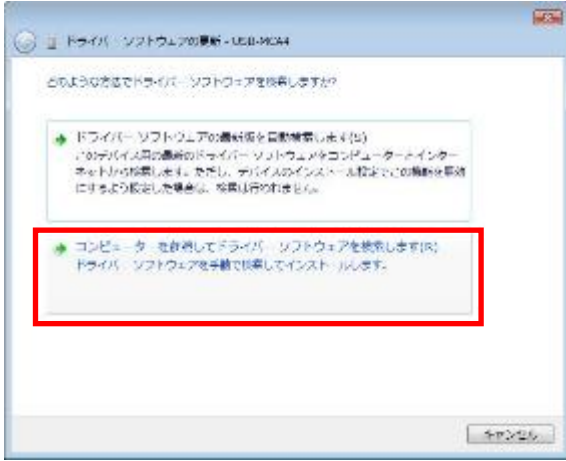 ドライバー ソフトウェアの更新 - USB-MCA4
どのような方法でドライバー ソフトウェアを検索しますか?
ドライバー ソフトウェアの最新版を自動検索します(S)
このデバイス用の最新のドライバー ソフトウェアをコンピューターとインター
ネットから検索します。ただし、デバイスのインストール設定でこの機能を無効
にするよう設定した場合は、検索は行われません。
コンピューターを参照してドライバー ソフトウェアを検索します(R)
ドライバー ソフトウェアを手動で検索してインストールします。
キャンセル